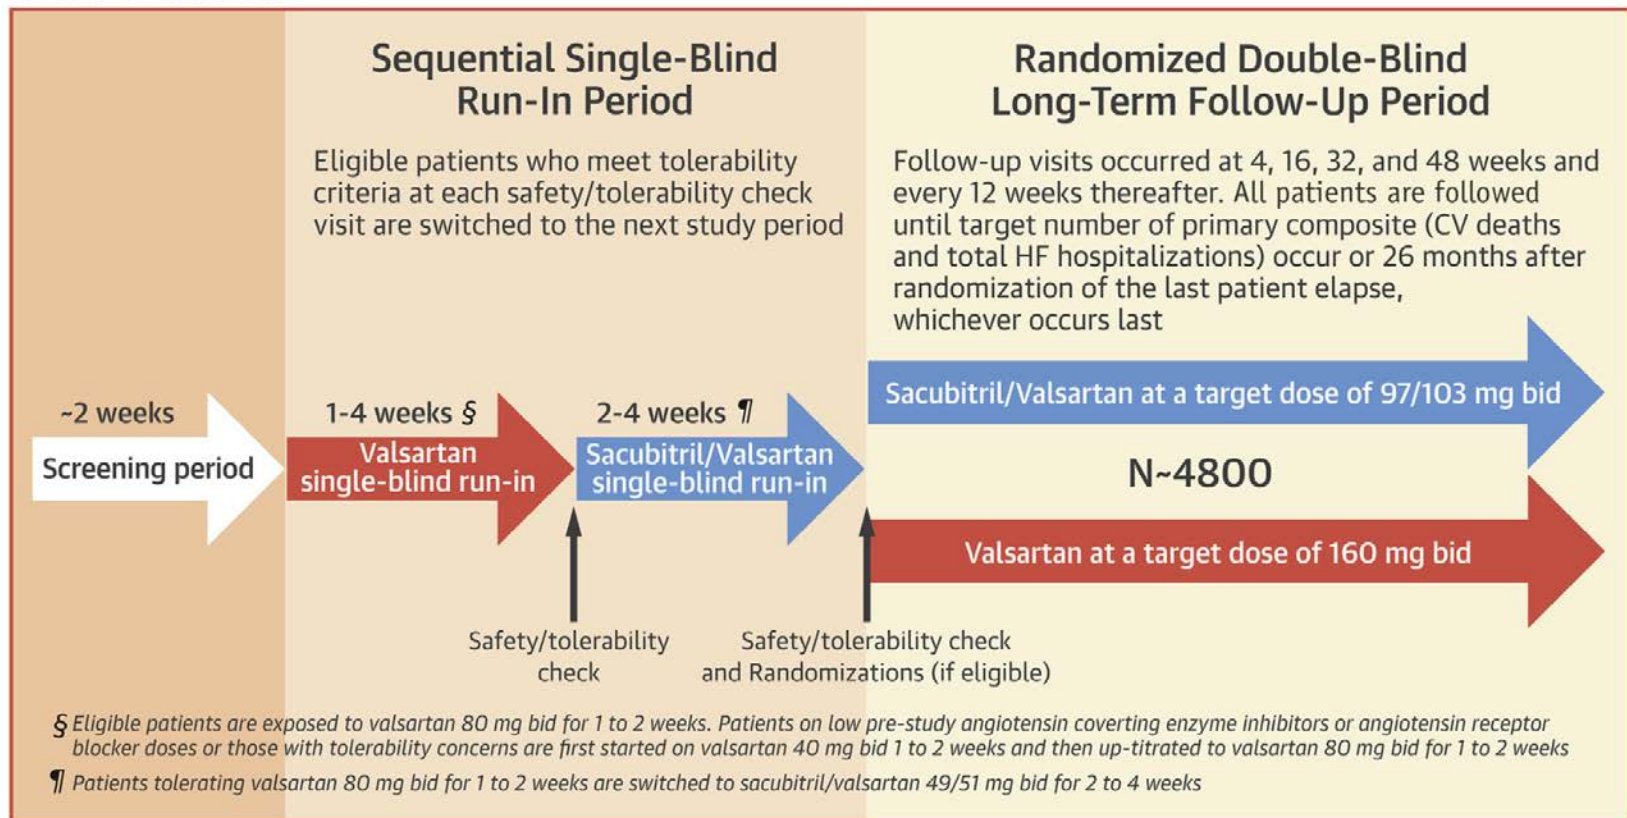 Sequential Single-Blind
Run-In Period
Eligible patients who meet tolerability
criteria at each safety/tolerability check
visit are switched to the next study period
Randomized Double-Blind
Long-Term Follow-Up Period
Follow-up visits occurred at 4, 16, 32, and 48 weeks and
every 12 weeks thereafter. All patients are followed
until target number of primary composite (CV deaths
and total HF hospitalizations) occur or 26 months after
randomization of the last patient elapse,
whichever occurs last
~2 weeks
Screening period
1-4 weeks §
Valsartan
single-blind run-in
2-4 weeks ¶
Sacubitril/Valsartan
single-blind run-in
Sacubitril/Valsartan at a target dose of 97/103 mg bid
N~4800
Valsartan at a target dose of 160 mg bid
Safety/tolerability
check
Safety/tolerability check
and Randomizations (if eligible)
§ Eligible patients are exposed to valsartan 80 mg bid for 1 to 2 weeks. Patients on low pre-study angiotensin coverting enzyme inhibitors or angiotensin receptor
blocker doses or those with tolerability concerns are first started on valsartan 40 mg bid 1 to 2 weeks and then up-titrated to valsartan 80 mg bid for 1 to 2 weeks
¶ Patients tolerating valsartan 80 mg bid for 1 to 2 weeks are switched to sacubitril/valsartan 49/51 mg bid for 2 to 4 weeks